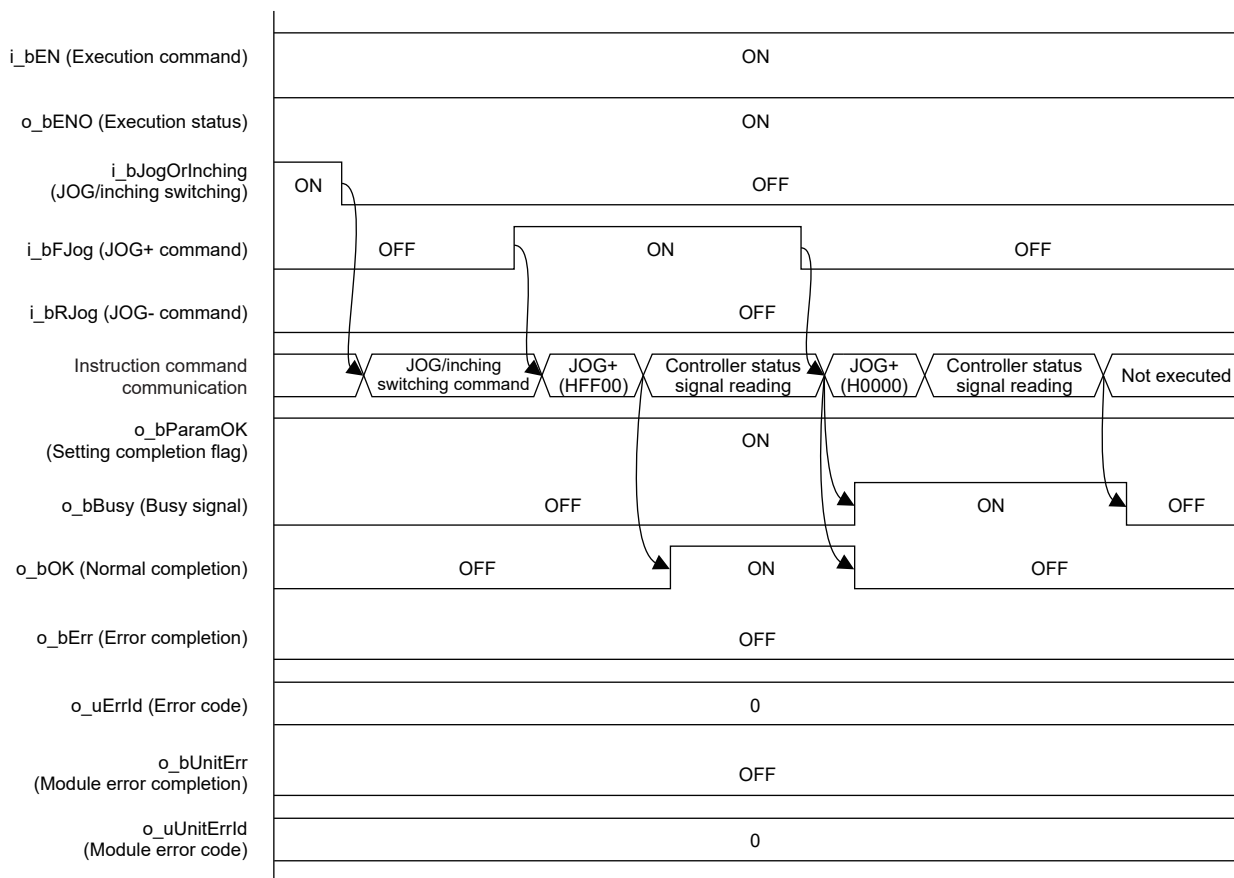 i_bEN (Execution command)
ON
o_bENO (Execution status)
ON
i_bJogOrInching
(JOG/inching switching)
ON
OFF
i_bFJog (JOG+ command)
OFF
ON
OFF
i_bRJog (JOG- command)
OFF
Instruction command
communication
JOG/inching
switching command
JOG+
(HFF00)
Controller status
signal reading
JOG+
(H0000)
Controller status
signal reading
Not executed
o_bParamOK
(Setting completion flag)
ON
o_bBusy (Busy signal)
OFF
ON
OFF
o_bOK (Normal completion)
OFF
ON
OFF
o_bErr (Error completion)
OFF
o_uErrId (Error code)
0
o_bUnitErr
(Module error completion)
OFF
o_uUnitErrId
(Module error code)
0